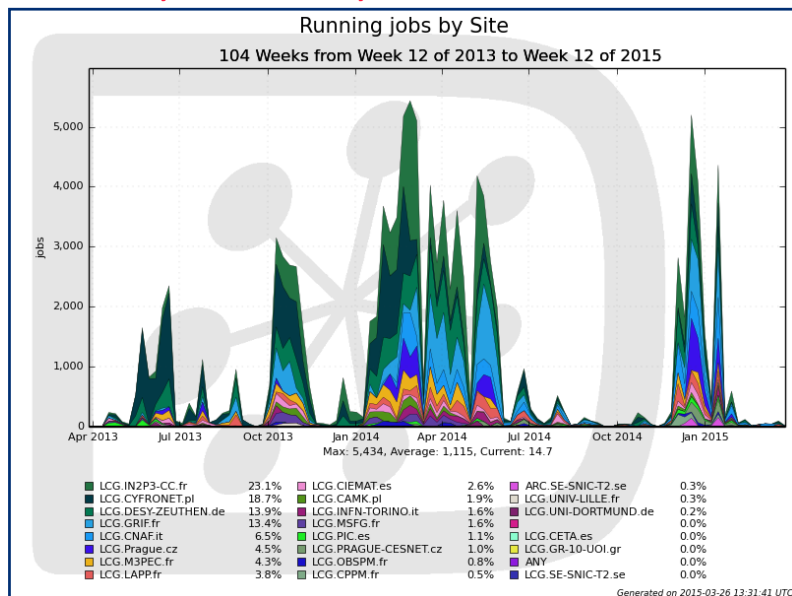 Running jobs by Site
104 Weeks from Week 12 of 2013 to Week 12 of 2015
jobs
5,000
4,000
3,000
2,000
1,000
0
Apr 2013 Jul 2013 Oct 2013 Jan 2014 Apr 2014 Jul 2014 Oct 2014 Jan 2015
Max: 5,434, Average: 1,115, Current: 14.7
LCG.IN2P3-CC.fr 23.1% LCG.CIEMAT.es 2.6% ARC.SE-SNIC-T2.se 0.3%
LCG.CYFRONET.pl 18.7% LCG.CAMK.pl 1.9% LCG.UNIV-LILLE.fr 0.3%
LCG.DESY-ZEUTHEN.de 13.9% LCG.INFN-TORINO.it 1.6% LCG.UNI-DORTMUND.de 0.2%
LCG.GRIF.fr 13.4% LCG.MSFG.fr 1.6% 0.0%
LCG.CNAF.it 6.5% LCG.PIC.es 1.1% LCG.CETA.es 0.0%
LCG.Prague.cz 4.5% LCG.PRAGUE-CESNET.cz 1.0% LCG.GR-10-UOI.gr 0.0%
LCG.M3PEC.fr 4.3% LCG.OBSPM.fr 0.8% ANY 0.0%
LCG.LAPP.fr 3.8% LCG.CPPM.fr 0.5% LCG.SE-SNIC-T2.se 0.0%
Generated on 2015-03-26 13:31:41 UTC